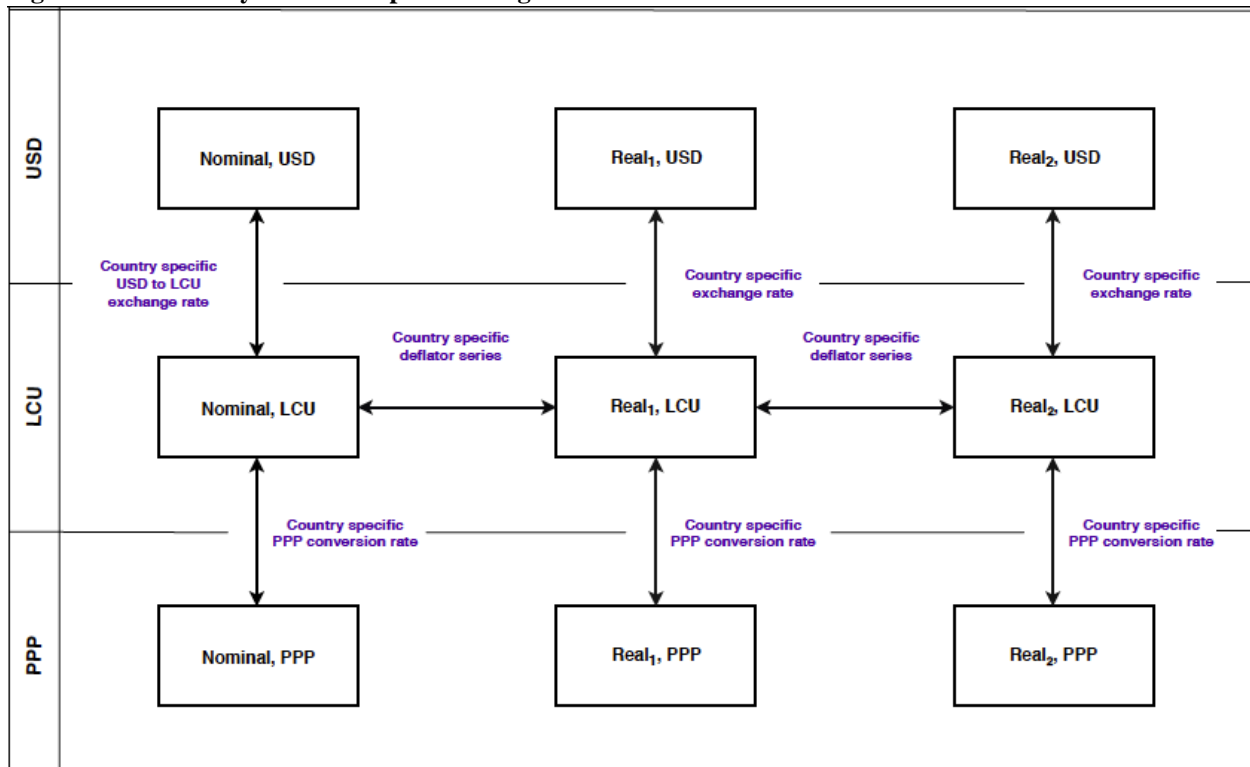 USD
Nominal, USD
Real1, USD
Real2, USD
Country specific
USD to LCU
exchange rate
Country specific
exchange rate
Country specific
exchange rate
Country specific
deflator series
Country specific
deflator series
LCU
Nominal, LCU
Real1, LCU
Real2, LCU
Country specific
PPP conversion rate
Country specific
PPP conversion rate
Country specific
PPP conversion rate
PPP
Nominal, PPP
Real1, PPP
Real2, PPP